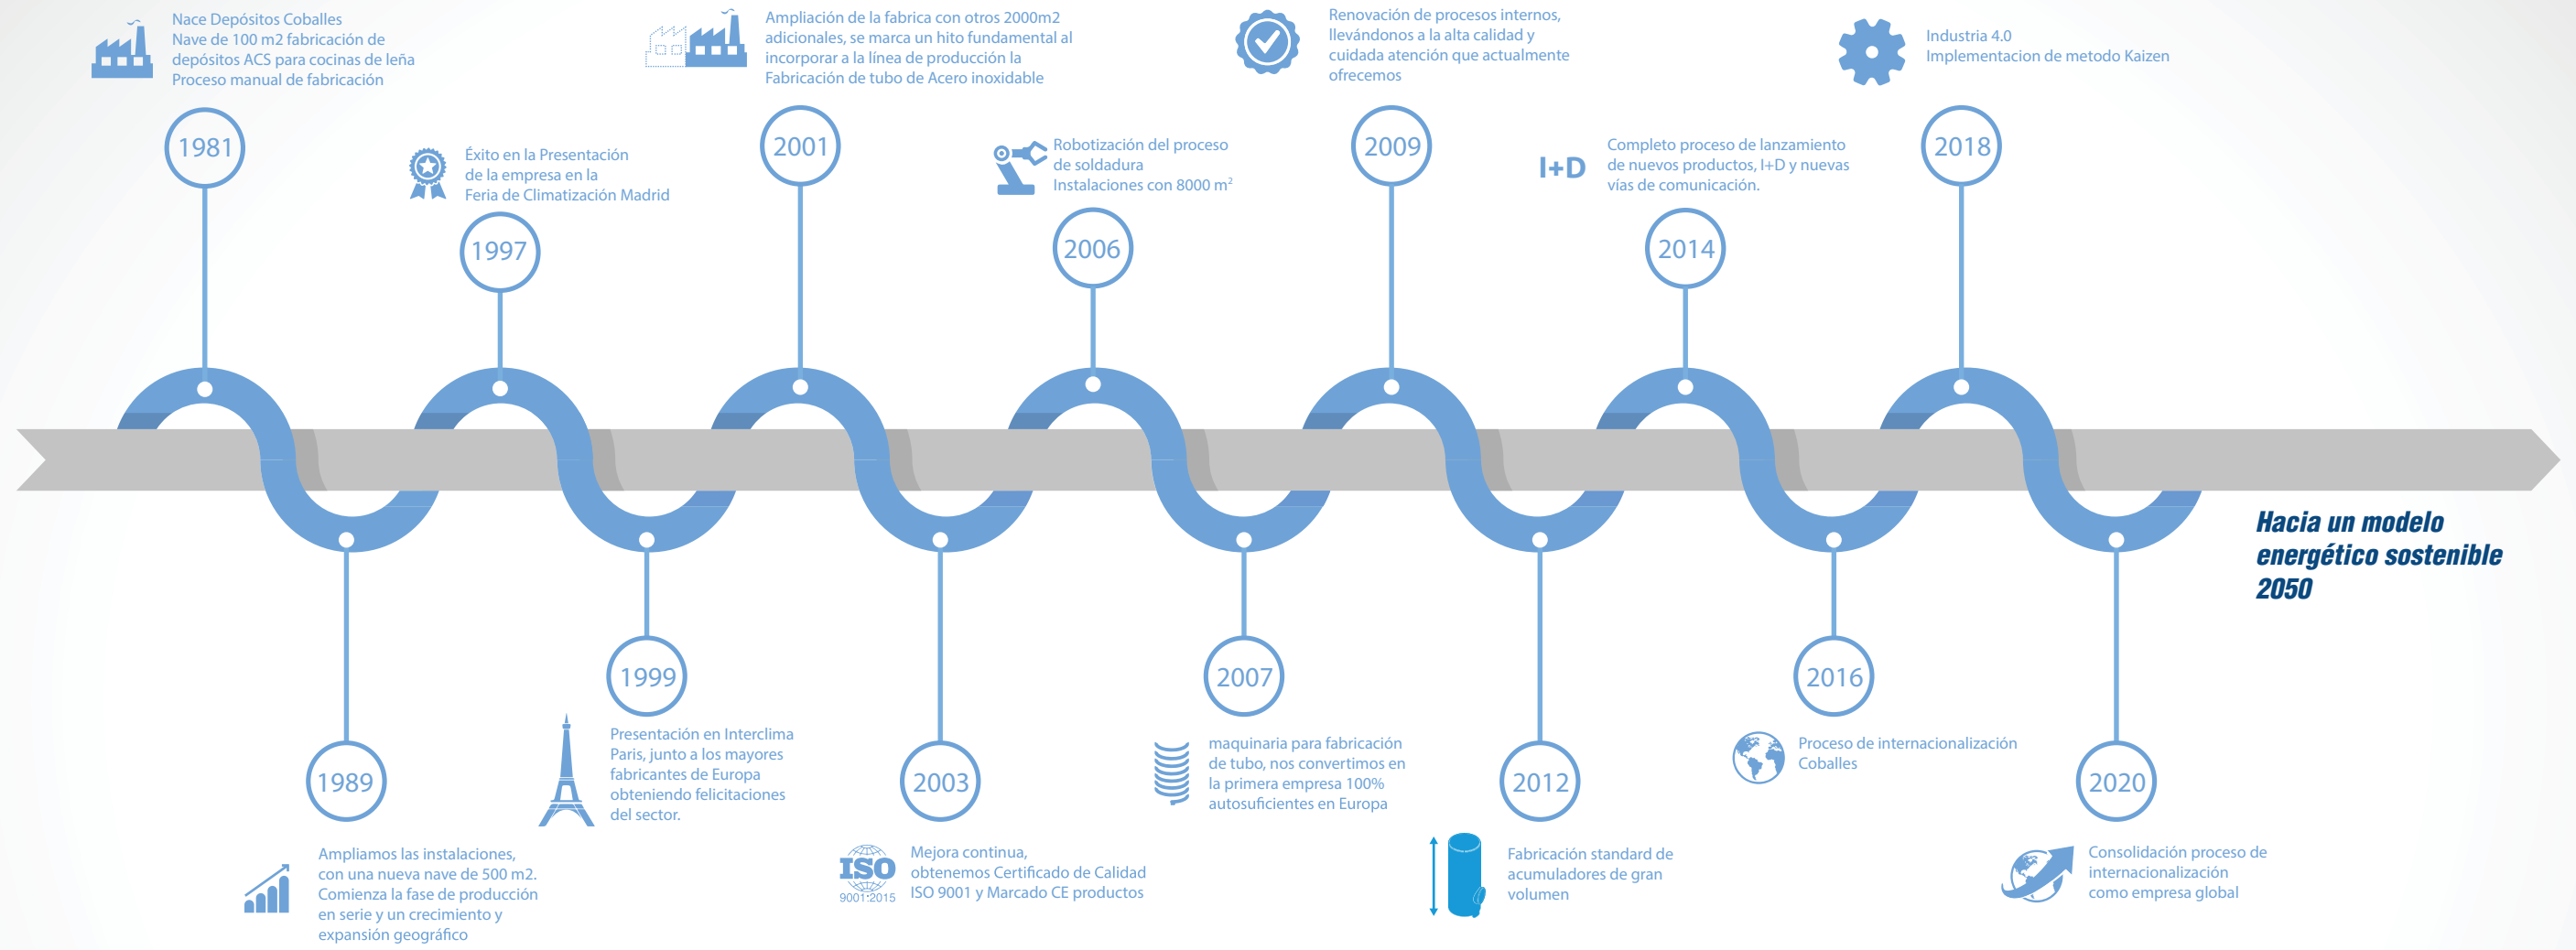 Nace Depósitos Coballes
Nave de 100 m2 fabricación de
depósitos ACS para cocinas de leña
Proceso manual de fabricación
1981
Ampliamos las instalaciones,
con una nueva nave de 500 m2.
Comienza la fase de producción
en serie y un crecimiento y
expansión geográfico
1989
Éxito en la Presentación
de la empresa en la
Feria de Climatización Madrid
1997
1999
Presentación en Interclima
Paris, junto a los mayores
fabricantes de Europa
obteniendo felicitaciones
del sector.
Ampliación de la fabrica con otros 2000m2
adicionales, se marca un hito fundamental al
incorporar a la línea de producción la
Fabricación de tubo de Acero inoxidable
2001
2003
ISO
9001:2015
Mejora continua,
obtenemos Certificado de Calidad
ISO 9001 y Marcado CE productos
Robotización del proceso
de soldadura
Instalaciones con 8000 m²
2006
2007
maquinaria para fabricación
de tubo, nos convertimos en
la primera empresa 100%
autosuficientes en Europa
Renovación de procesos internos,
llevándonos a la alta calidad y
cuidada atención que actualmente
ofrecemos
2009
2012
Fabricación standard de
acumuladores de gran
volumen
I+D
Completo proceso de lanzamiento
de nuevos productos, I+D y nuevas
vías de comunicación.
2014
2016
Proceso de internacionalización
Coballes
Industria 4.0
Implementacion de metodo Kaizen
2018
2020
Consolidación proceso de
internacionalización
como empresa global
Hacia un modelo
energético sostenible
2050